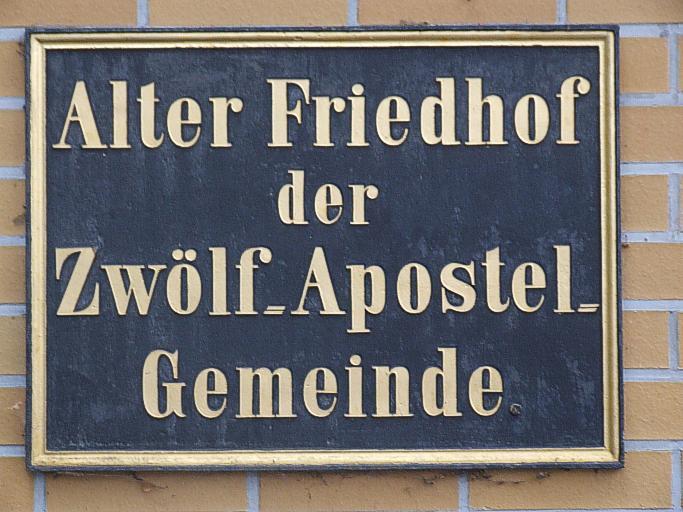 Alter Friedhof
der
Zwölf-Apostel-
Gemeinde.